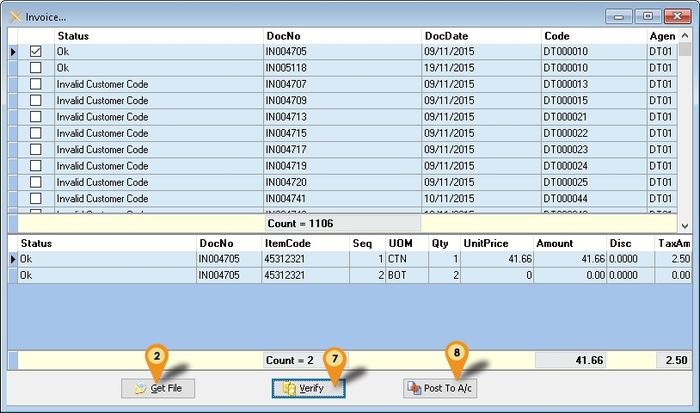 Invoice...
Status DocNo DocDate Code Agen
Ok IN004705 09/11/2015 DT000010 DT01
Ok IN005118 19/11/2015 DT000010 DT01
Invalid Customer Code IN004707 09/11/2015 DT000013 DT01
Invalid Customer Code IN004709 09/11/2015 DT000015 DT01
Invalid Customer Code IN004713 09/11/2015 DT000021 DT01
Invalid Customer Code IN004715 09/11/2015 DT000022 DT01
Invalid Customer Code IN004717 09/11/2015 DT000023 DT01
Invalid Customer Code IN004719 09/11/2015 DT000024 DT01
Invalid Customer Code IN004720 09/11/2015 DT000025 DT01
Invalid Customer Code IN004741 10/11/2015 DT000044 DT01
Count = 1106
Status DocNo ItemCode Seq UOM Qty UnitPrice Amount Disc TaxAm
Ok IN004705 45312321 1 CTN 1 41.66 41.66 0.0000 2.50
Ok IN004705 45312321 2 BOT 2 0 0.00 0.0000 0.00
Count = 2 41.66 2.50
2 7 8
Get File Verify Post To A/c